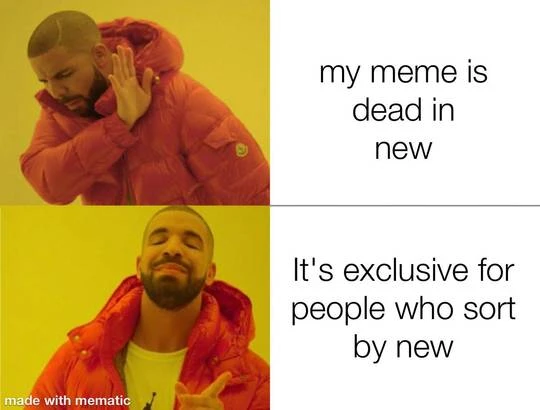 my meme is
dead in
new
It's exclusive for
people who sort
by new
made with mematic